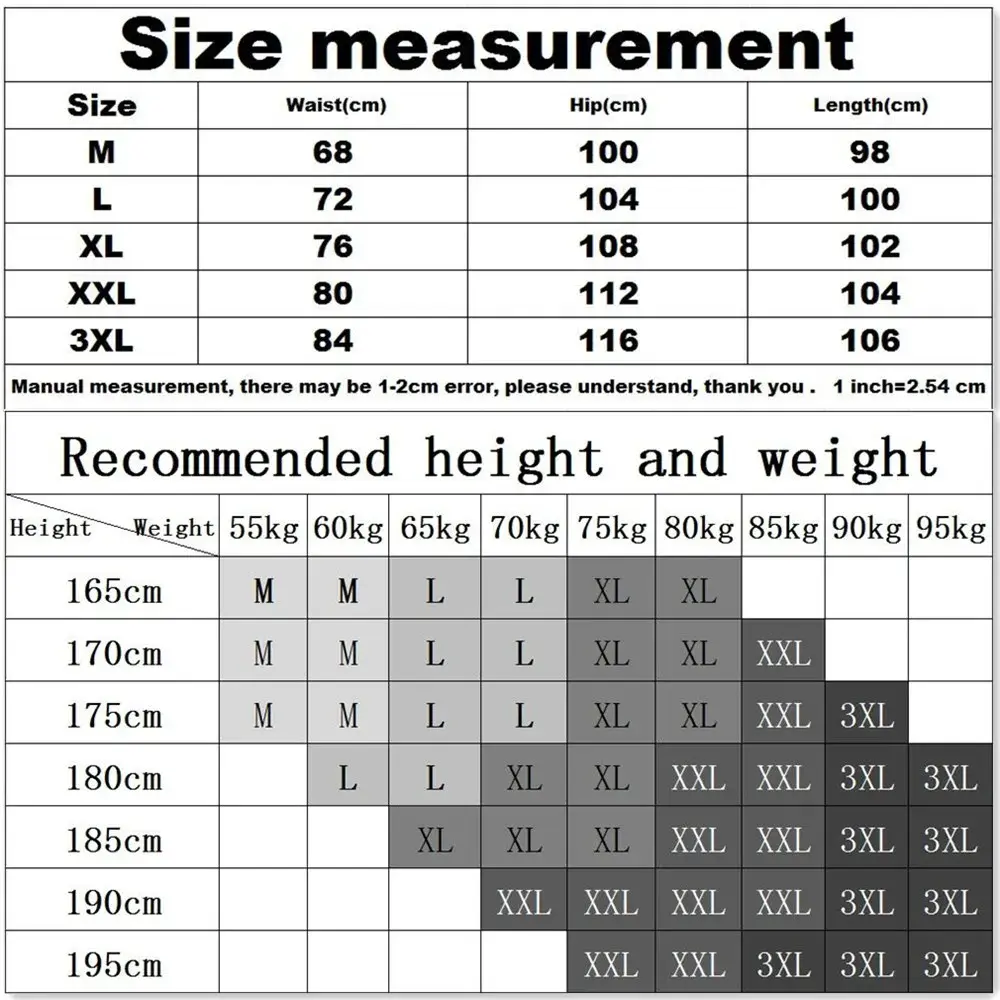 Size measurement
Size Waist(cm) Hip(cm) Length(cm)
M 68 100 98
L 72 104 100
XL 76 108 102
XXL 80 112 104
3XL 84 116 106
Manual measurement, there may be 1-2cm error, please understand, thank you . 1 inch=2.54 cm
Recommended height and weight
Height Weight 55kg 60kg 65kg 70kg 75kg 80kg 85kg 90kg 95kg
165cm M M L L XL XL
170cm M M L L XL XL XXL
175cm M M L L XL XL XXL 3XL
180cm L L XL XL XXL XXL 3XL 3XL
185cm XL XL XL XXL XXL 3XL 3XL
190cm XXL XXL XXL XXL 3XL 3XL
195cm XXL XXL 3XL 3XL 3XL